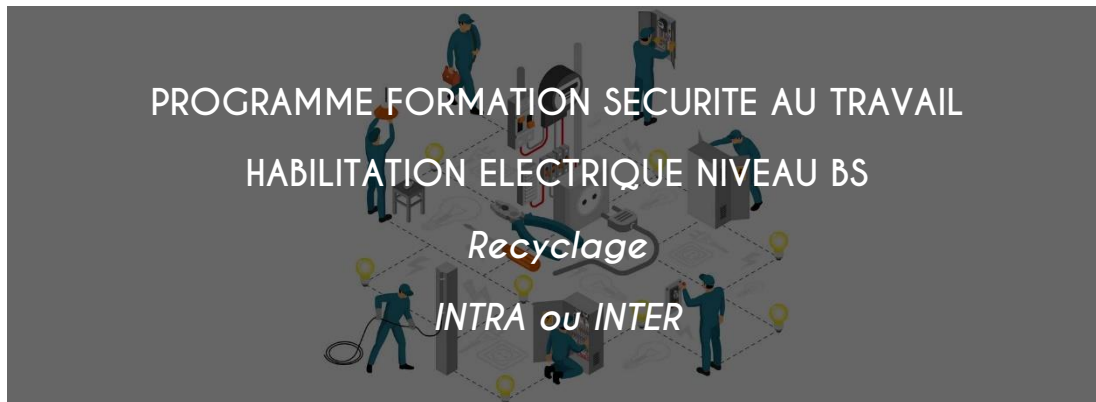 PROGRAMME FORMATION SECURITE AU TRAVAIL
HABILITATION ELECTRIQUE NIVEAU BS
Recyclage
INTRA ou INTER